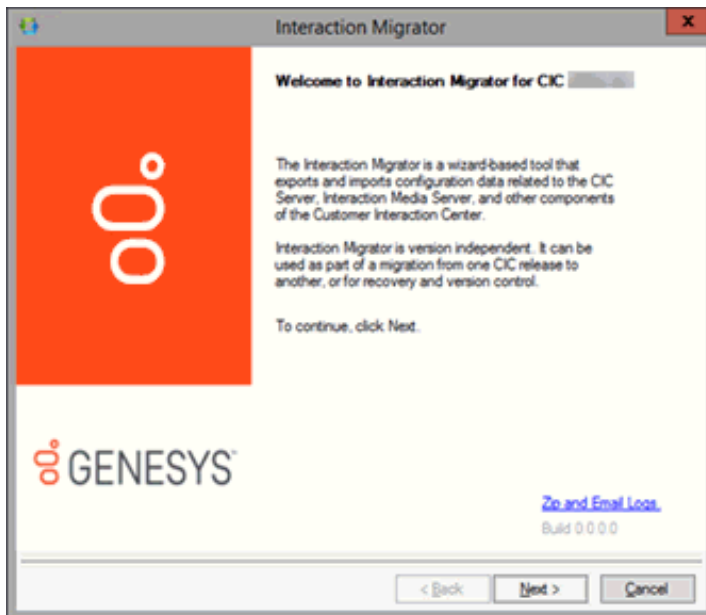 Interaction Migrator
x
Welcome to Interaction Migrator for CIC
The Interaction Migrator is a wizard-based tool that
exports and imports configuration data related to the CIC
Server, Interaction Media Server, and other components
of the Customer Interaction Center.
Interaction Migrator is version independent. It can be
used as part of a migration from one CIC release to
another, or for recovery and version control.
To continue, click Next.
GENESYS™
Zip and Email Logs.
Build 0.0.0.0
< Back Next > Cancel